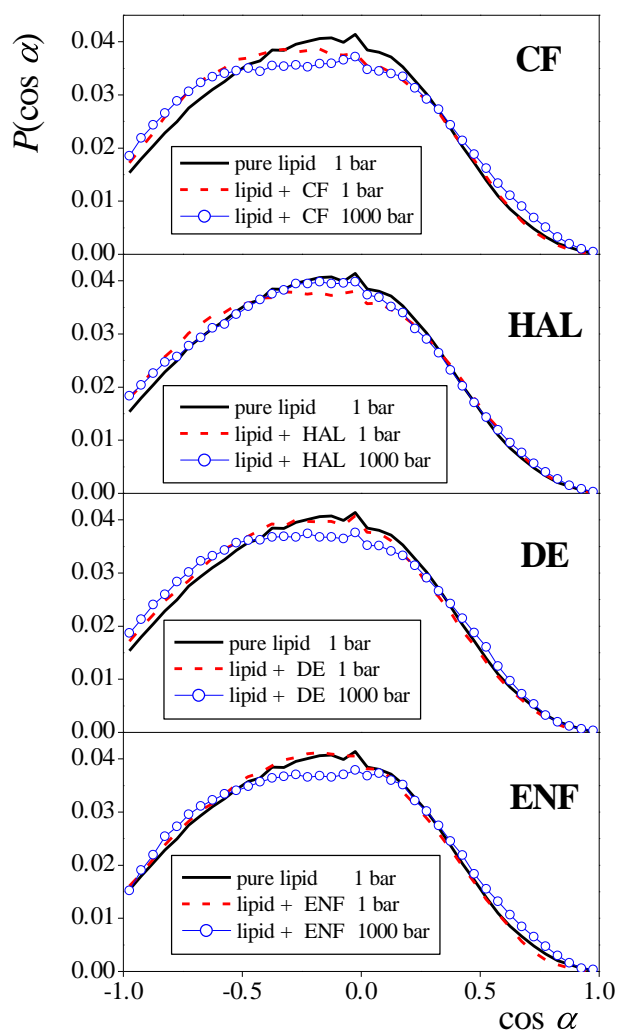 P(cos α)
0.04
0.03
0.02
0.01
0.00
CF
pure lipid 1 bar
lipid + CF 1 bar
lipid + CF 1000 bar
0.04
0.03
0.02
0.01
0.00
HAL
pure lipid 1 bar
lipid + HAL 1 bar
lipid + HAL 1000 bar
0.04
0.03
0.02
0.01
0.00
DE
pure lipid 1 bar
lipid + DE 1 bar
lipid + DE 1000 bar
0.04
0.03
0.02
0.01
0.00
ENF
pure lipid 1 bar
lipid + ENF 1 bar
lipid + ENF 1000 bar
-1.0 -0.5 0.0 0.5 1.0
cos α